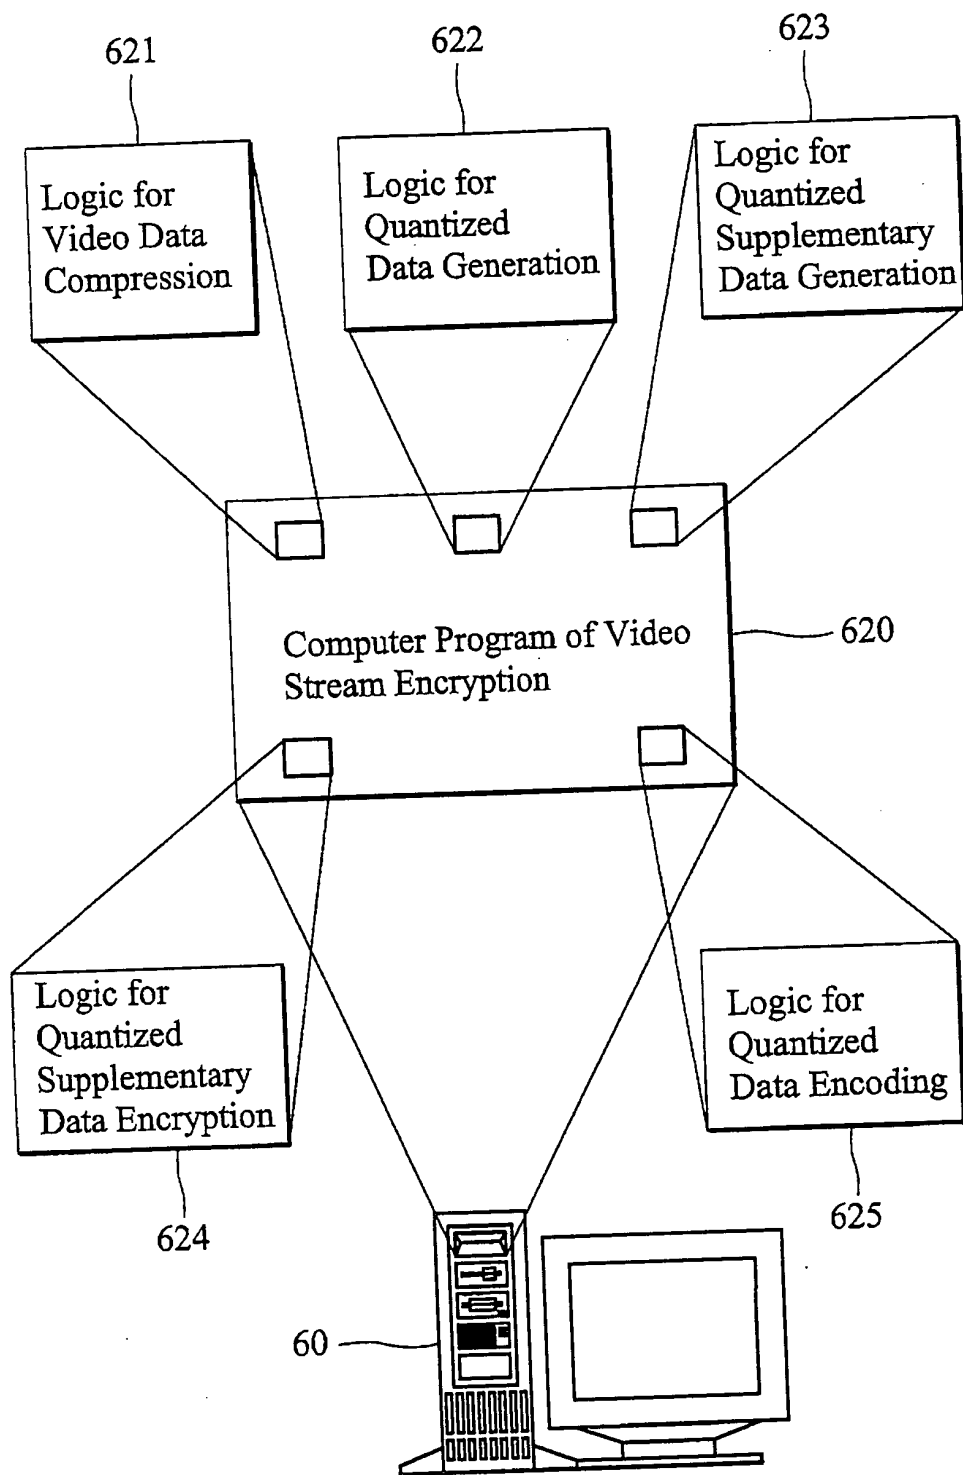 621
622
623
Logic for
Video Data
Compression
Logic for
Quantized
Data Generation
Logic for
Quantized
Supplementary
Data Generation
Computer Program of Video
Stream Encryption
620
Logic for
Quantized
Supplementary
Data Encryption
Logic for
Quantized
Data Encoding
624
625
60